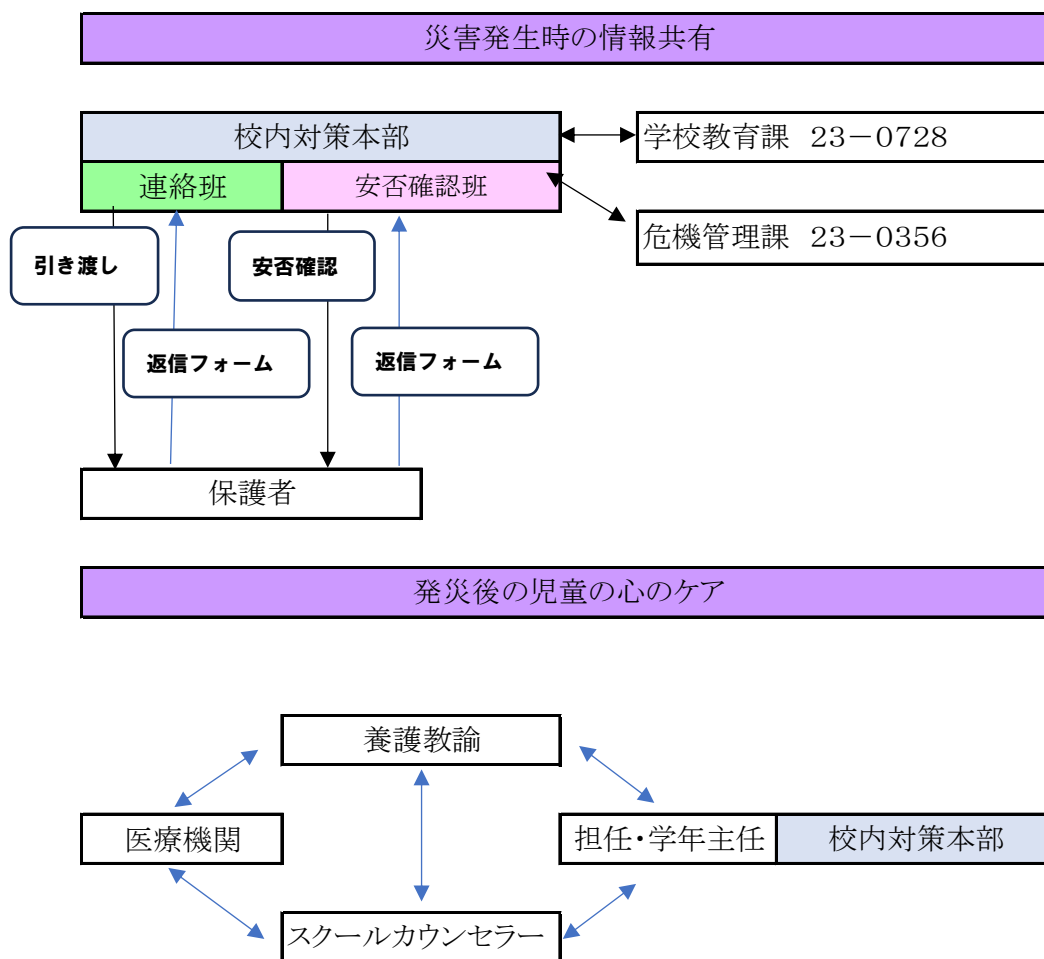 災害発生時の情報共有
校内対策本部
学校教育課 23-0728
連絡班 安否確認班
危機管理課 23-0356
引き渡し
安否確認
返信フォーム
返信フォーム
保護者
発災後の児童の心のケア
養護教諭
医療機関
担任・学年主任 校内対策本部
スクールカウンセラー